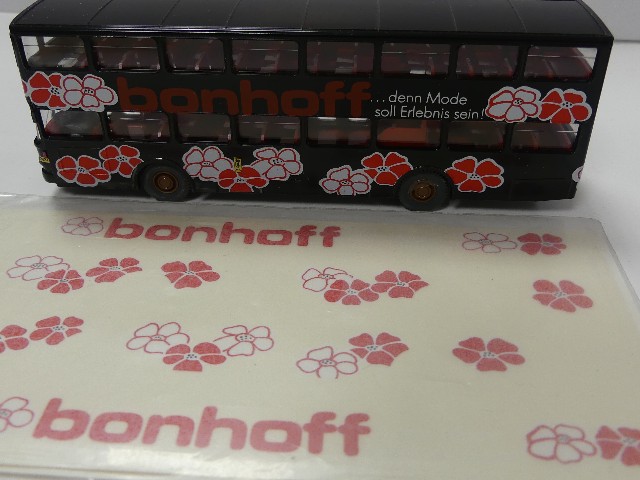 bonhoff
...denn Mode
soll Erlebnis sein!
bonhoff
bonhoff